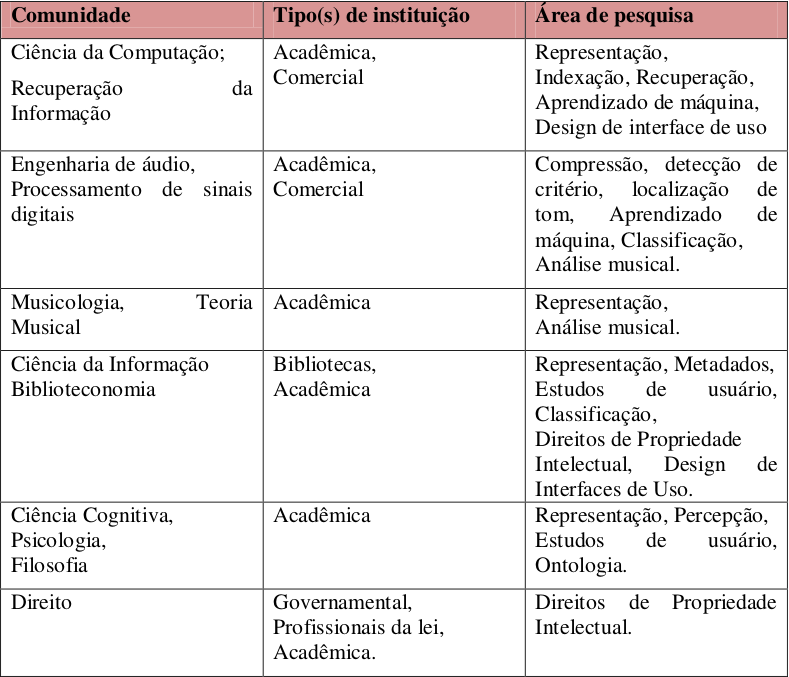 Comunidade Tipo(s) de instituição Área de pesquisa
Ciência da Computação;
Recuperação da
Informação
Acadêmica,
Comercial
Representação,
Indexação, Recuperação,
Aprendizado de máquina,
Design de interface de uso
Engenharia de áudio,
Processamento de sinais
digitais
Acadêmica,
Comercial
Compressão, detecção de
critério, localização de
tom, Aprendizado de
máquina, Classificação,
Análise musical.
Musicologia, Teoria
Musical
Acadêmica
Representação,
Análise musical.
Ciência da Informação
Biblioteconomia
Bibliotecas,
Acadêmica
Representação, Metadados,
Estudos de usuário,
Classificação,
Direitos de Propriedade
Intelectual, Design de
Interfaces de Uso.
Ciência Cognitiva,
Psicologia,
Filosofia
Acadêmica
Representação, Percepção,
Estudos de usuário,
Ontologia.
Direito
Governamental,
Profissionais da lei,
Acadêmica.
Direitos de Propriedade
Intelectual.